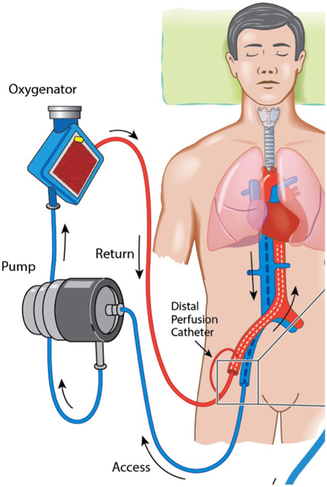 Oxygenator
Return
Pump
Distal
Perfusion
Catheter
Access